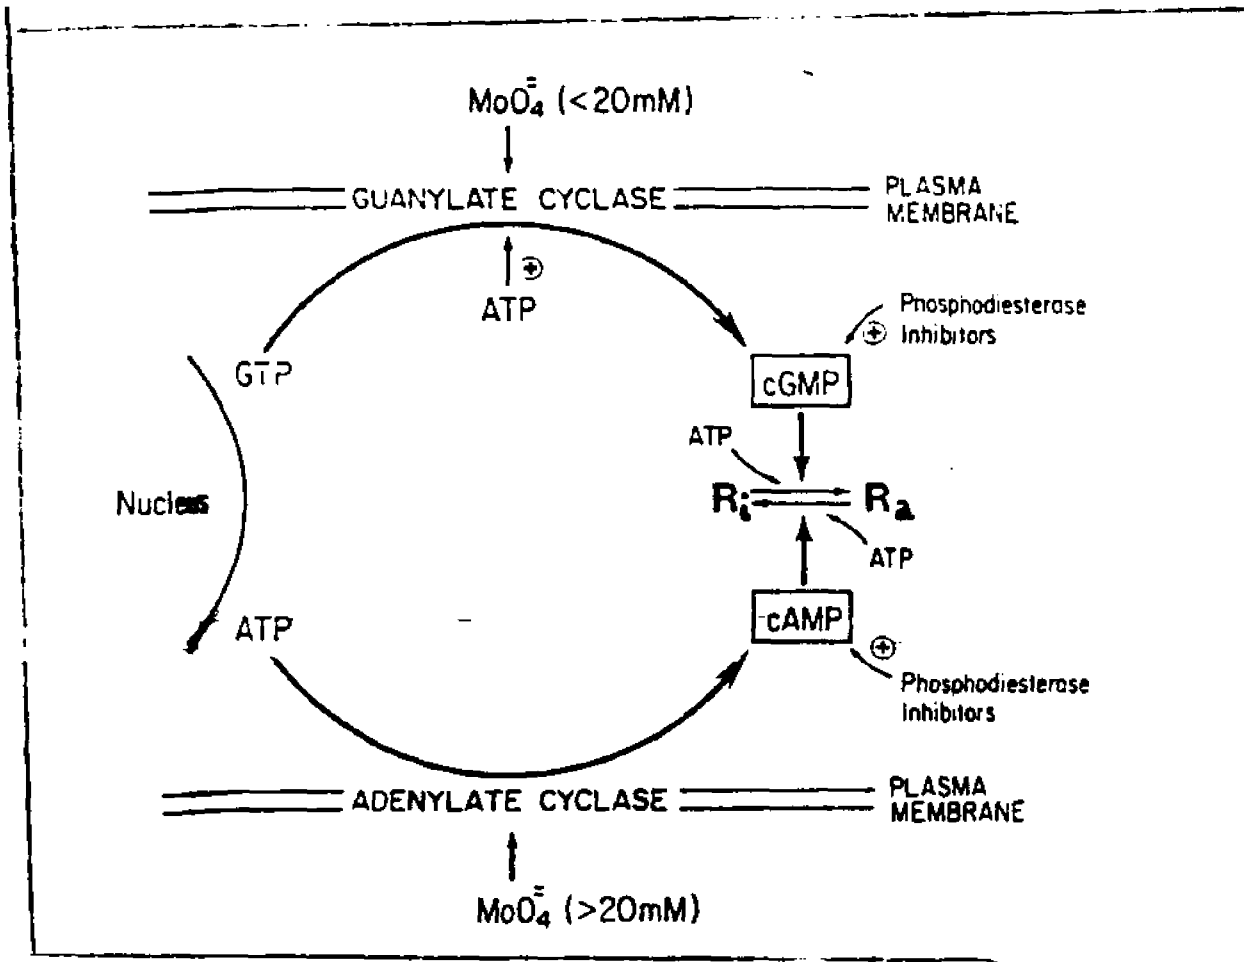 MoO₄⁼ (<20mM)
GUANYLATE CYCLASE
PLASMA
MEMBRANE
⊕
ATP
Phosphodiesterase
⊕ Inhibitors
GTP
cGMP
ATP
Nucleus
Ri ⇌ Ra
ATP
ATP
cAMP
⊕
Phosphodiesterase
Inhibitors
ADENYLATE CYCLASE
PLASMA
MEMBRANE
MoO₄⁼ (>20mM)